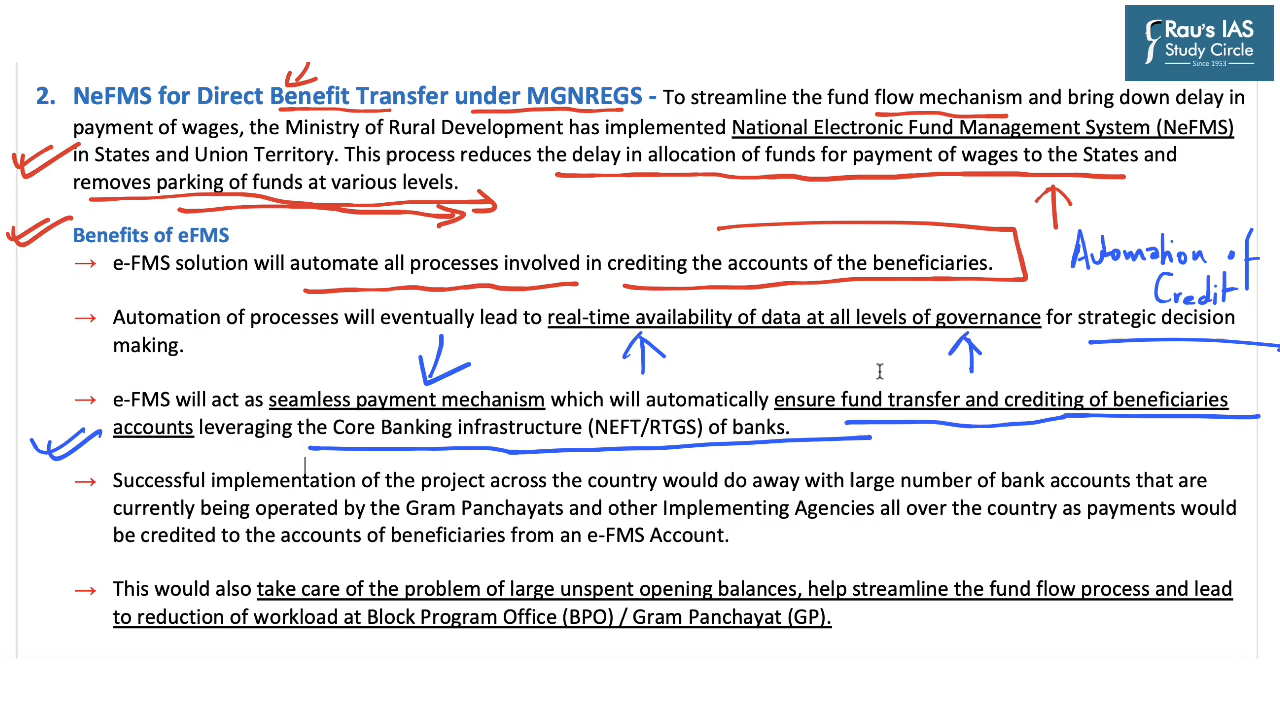 Rau's IAS
Study Circle
Since 1953
2. NeFMS for Direct Benefit Transfer under MGNREGS - To streamline the fund flow mechanism and bring down delay in
payment of wages, the Ministry of Rural Development has implemented National Electronic Fund Management System (NeFMS)
in States and Union Territory. This process reduces the delay in allocation of funds for payment of wages to the States and
removes parking of funds at various levels.
Benefits of eFMS
→ e-FMS solution will automate all processes involved in crediting the accounts of the beneficiaries.
Automation of
Credit
→ Automation of processes will eventually lead to real-time availability of data at all levels of governance for strategic decision
making.
→ e-FMS will act as seamless payment mechanism which will automatically ensure fund transfer and crediting of beneficiaries
accounts leveraging the Core Banking infrastructure (NEFT/RTGS) of banks.
→ Successful implementation of the project across the country would do away with large number of bank accounts that are
currently being operated by the Gram Panchayats and other Implementing Agencies all over the country as payments would
be credited to the accounts of beneficiaries from an e-FMS Account.
→ This would also take care of the problem of large unspent opening balances, help streamline the fund flow process and lead
to reduction of workload at Block Program Office (BPO) / Gram Panchayat (GP).